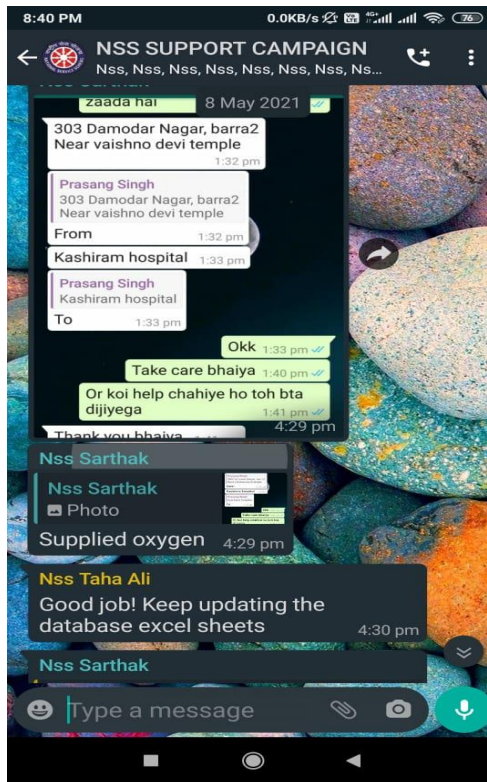 8:40 PM
0.0KB/s
4G+
76
NSS SUPPORT CAMPAIGN
Nss, Nss, Nss, Nss, Nss, Nss, Nss, Ns...
zaada hai
8 May 2021
303 Damodar Nagar, barra2
Near vaishno devi temple
1:32 pm
Prasang Singh
303 Damodar Nagar, barra2
Near vaishno devi temple
From
1:32 pm
Kashiram hospital 1:33 pm
Prasang Singh
Kashiram hospital
To
1:33 pm
Okk 1:33 pm
Take care bhaiya 1:40 pm
Or koi help chahiye ho toh bta
dijiyega
1:41 pm
Thank you bhaiya
4:29 pm
Nss Sarthak
Nss Sarthak
Photo
Supplied oxygen 4:29 pm
Nss Taha Ali
Good job! Keep updating the
database excel sheets
4:30 pm
Nss Sarthak
Type a message